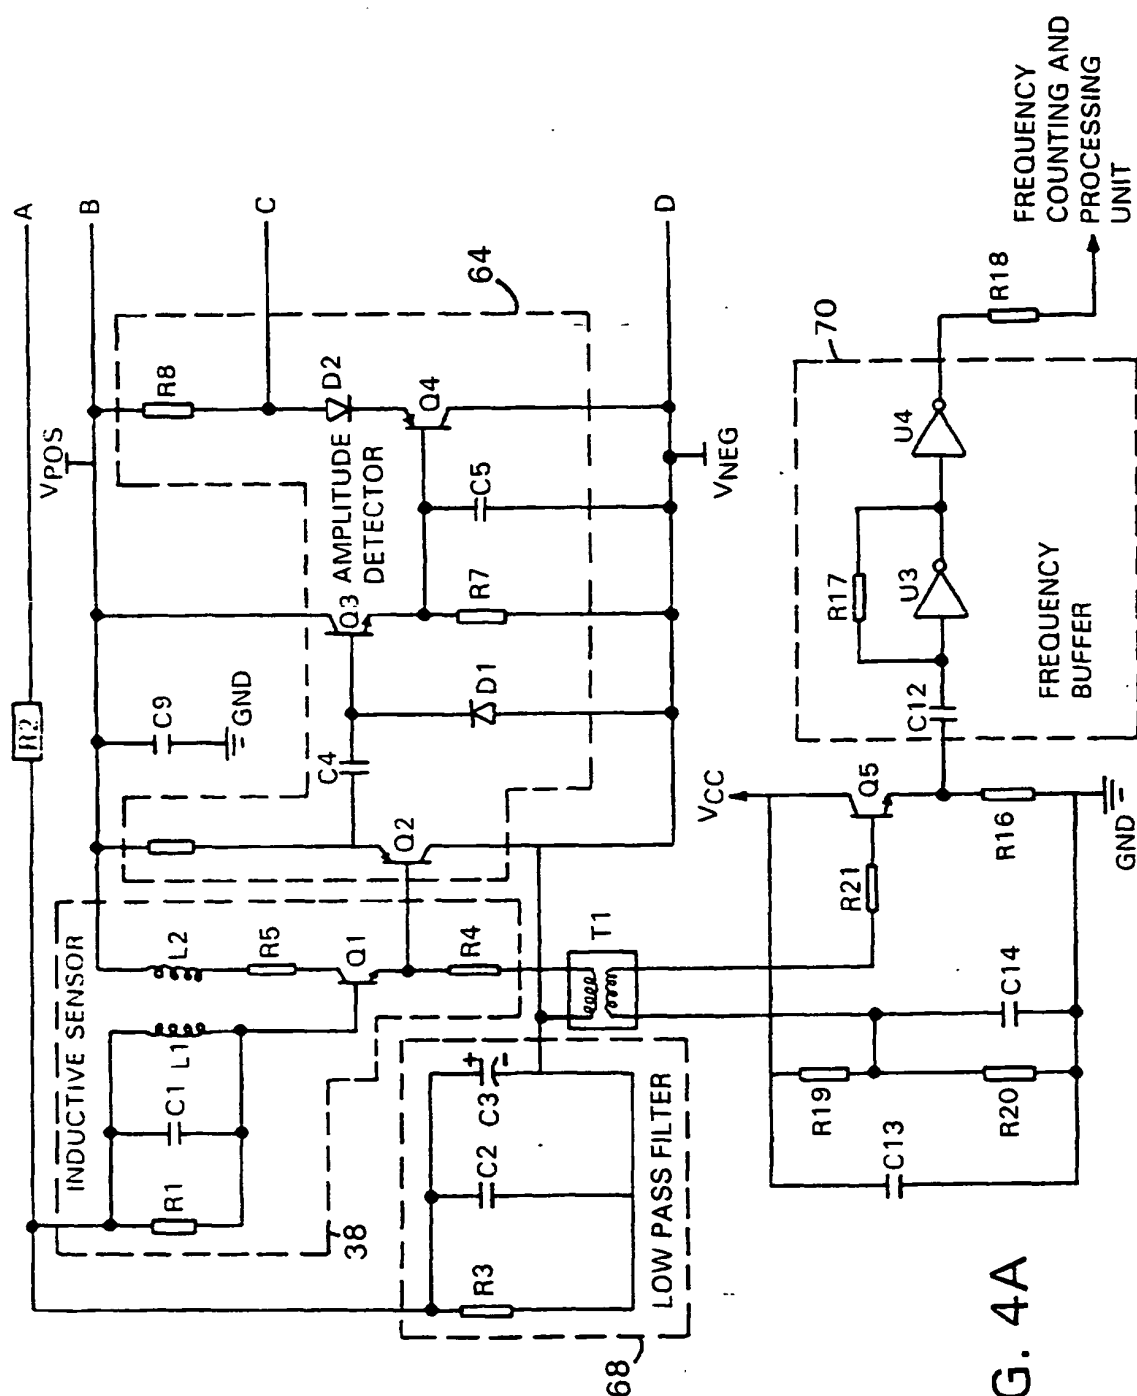 A
R2
B
VPOS
C
D
VNEG
64
R8
D2
Q4
C5
AMPLITUDE
DETECTOR
Q3
R7
D1
C9
GND
C4
Q2
INDUCTIVE SENSOR
L2
R5
Q1
R4
L1
C1
R1
38
T1
C3
+
-
C2
R3
LOW PASS FILTER
68
VCC
Q5
R21
R16
GND
C14
R19
R20
C13
70
FREQUENCY
BUFFER
C12
R17
U3
U4
R18
FREQUENCY
COUNTING AND
PROCESSING
UNIT
G. 4A